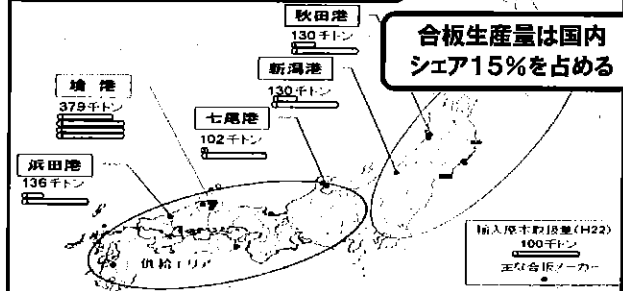 秋田港
130千トン
合板生産量は国内
シェア15%を占める
新潟港
130千トン
境港
379千トン
七尾港
102千トン
浜田港
136千トン
供給エリア
輸入原木取扱量(H22)
100千トン
主な合板メーカー